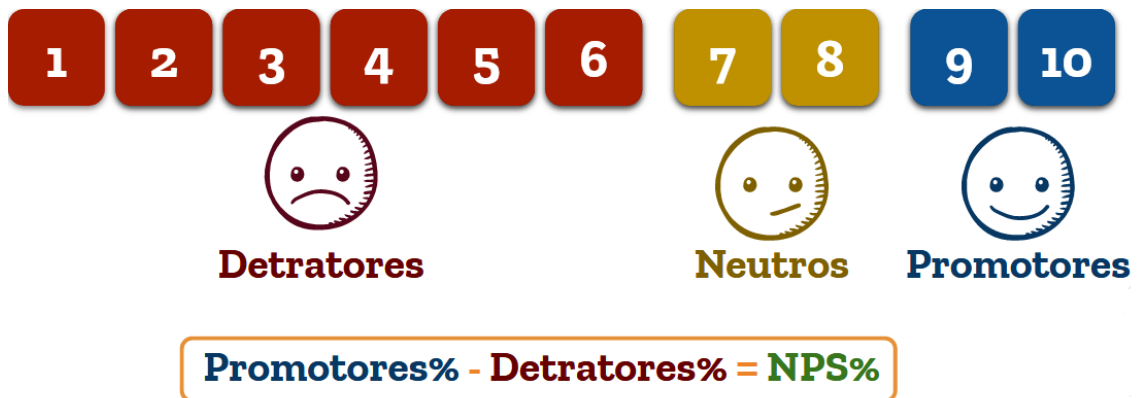 1 2 3 4 5 6 7 8 9 10
Detratores Neutros Promotores
Promotores% - Detratores% = NPS%